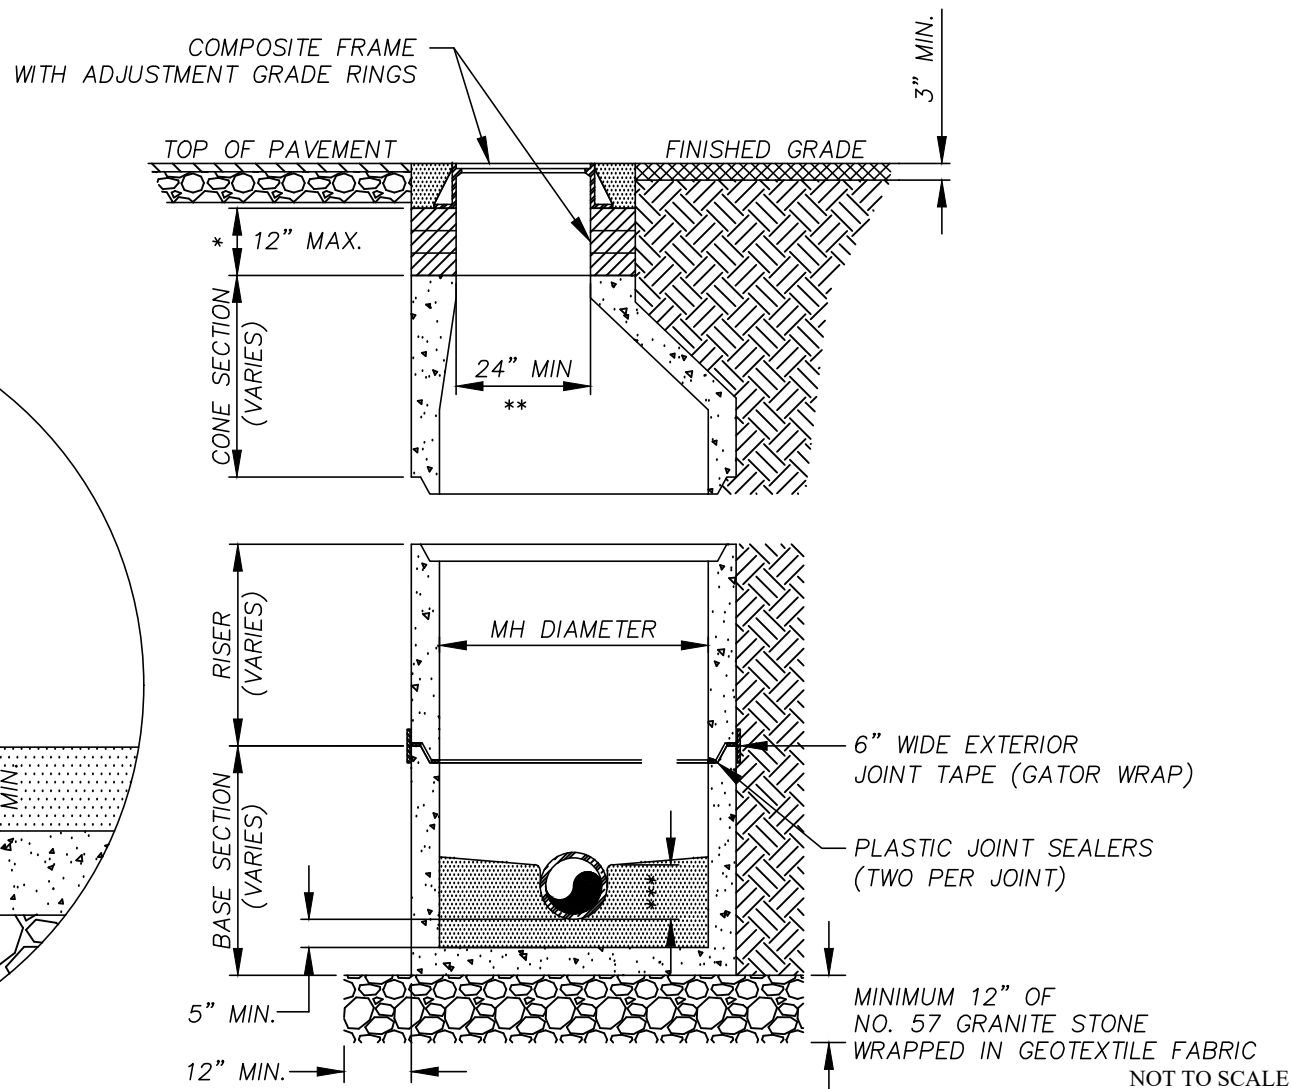 3" MIN.
COMPOSITE FRAME
WITH ADJUSTMENT GRADE RINGS
TOP OF PAVEMENT
FINISHED GRADE
* 12" MAX.
CONE SECTION
(VARIES)
24" MIN
**
RISER
(VARIES)
MH DIAMETER
6" WIDE EXTERIOR
JOINT TAPE (GATOR WRAP)
MIN
BASE SECTION
(VARIES)
PLASTIC JOINT SEALERS
(TWO PER JOINT)
***
5" MIN.
12" MIN.
MINIMUM 12" OF
NO. 57 GRANITE STONE
WRAPPED IN GEOTEXTILE FABRIC
NOT TO SCALE